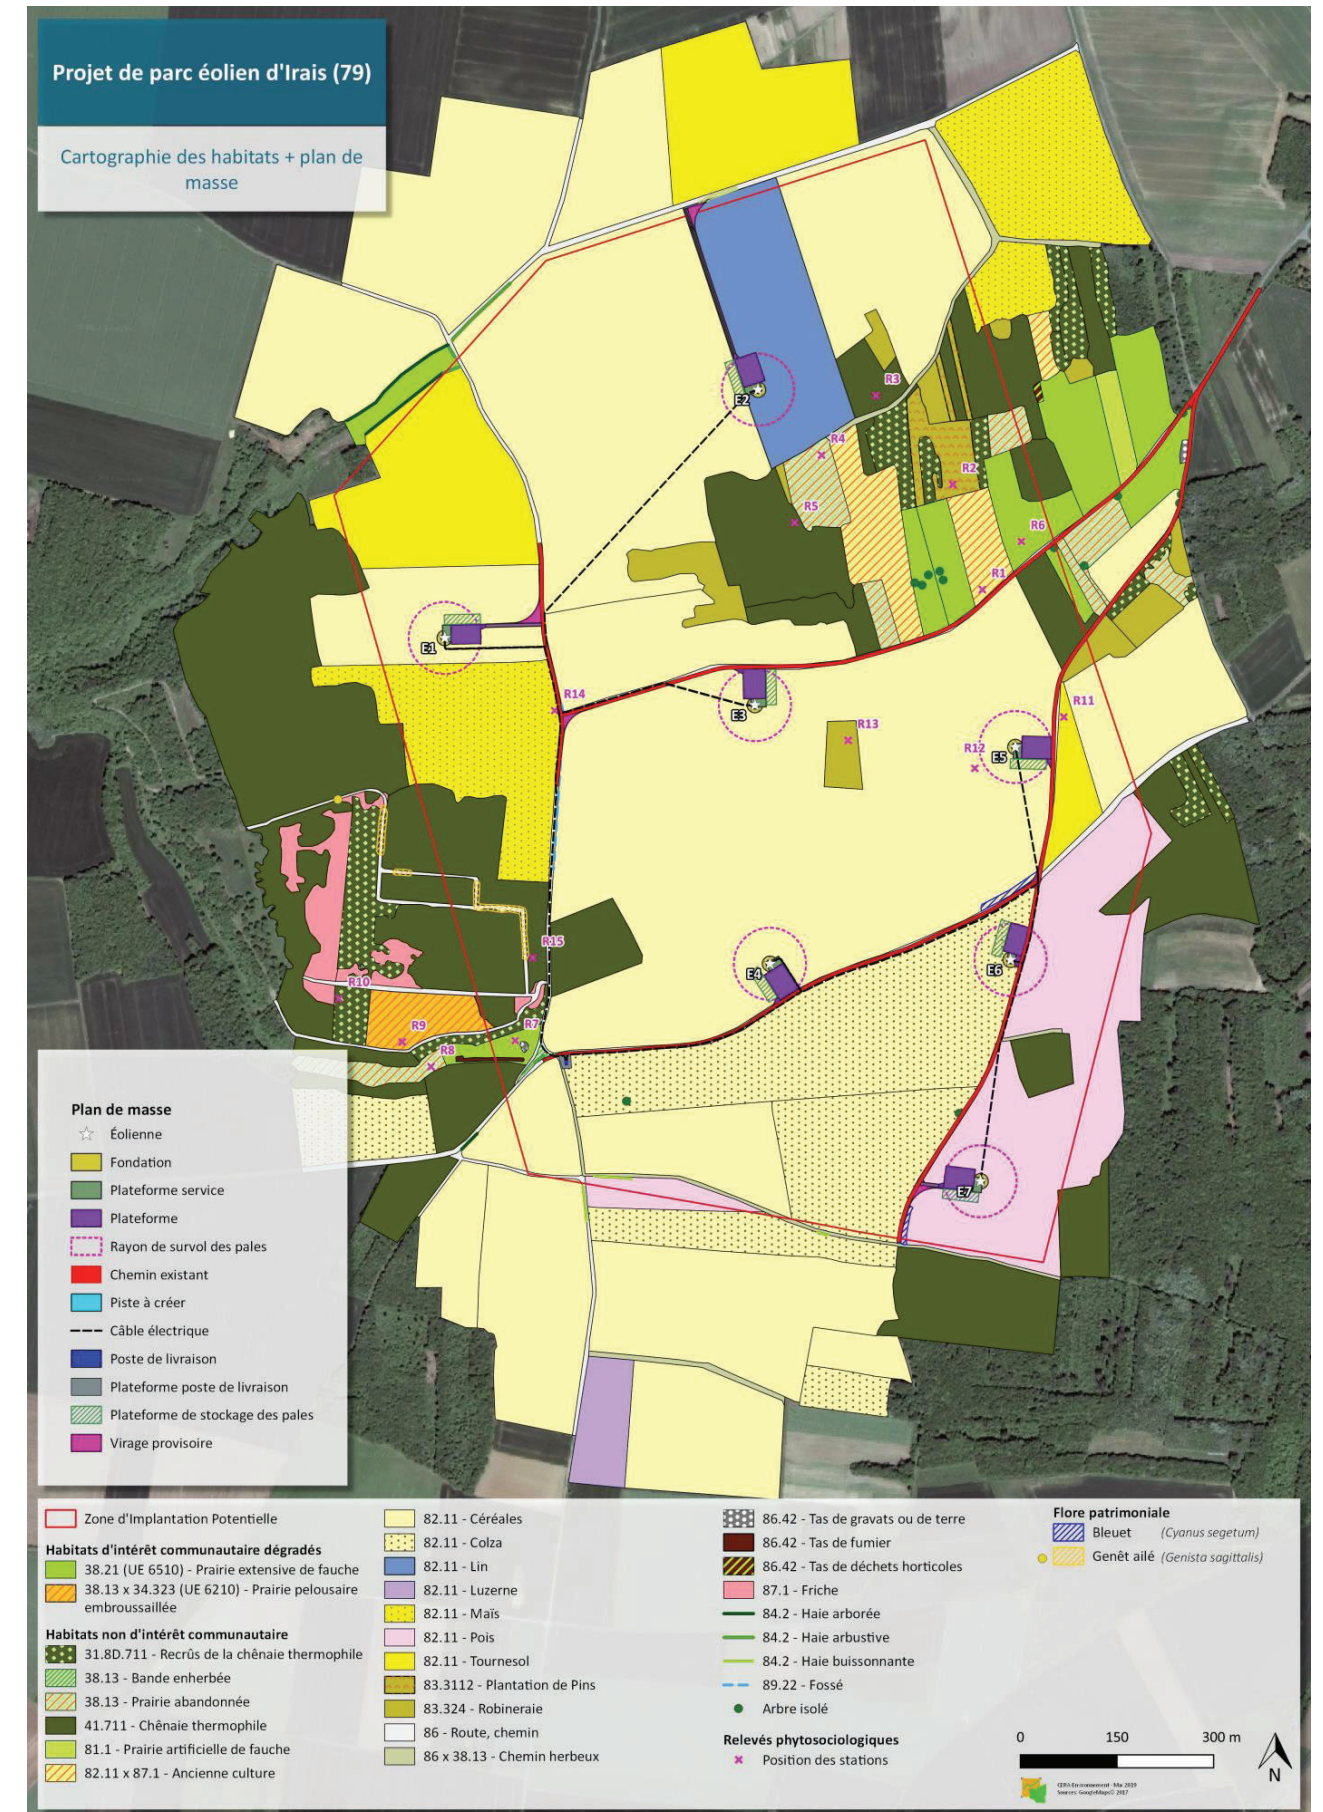 Projet de parc éolien d'Irais (79)
Cartographie des habitats + plan de
masse
E2
R3
R4
R2
R5
R6
R1
E1
R14
E3
R13
R11
R12
E5
R15
E4
E6
R10
R9
R7
R8
E7
Plan de masse
Éolienne
Fondation
Plateforme service
Plateforme
Rayon de survol des pales
Chemin existant
Piste à créer
Câble électrique
Poste de livraison
Plateforme poste de livraison
Plateforme de stockage des pales
Virage provisoire
Zone d'Implantation Potentielle
Habitats d'intérêt communautaire dégradés
38.21 (UE 6510) - Prairie extensive de fauche
38.13 x 34.323 (UE 6210) - Prairie pelousaire
embroussaillée
Habitats non d'intérêt communautaire
31.8D.711 - Recrûs de la chênaie thermophile
38.13 - Bande enherbée
38.13 - Prairie abandonnée
41.711 - Chênaie thermophile
81.1 - Prairie artificielle de fauche
82.11 x 87.1 - Ancienne culture
82.11 - Céréales
82.11 - Colza
82.11 - Lin
82.11 - Luzerne
82.11 - Maïs
82.11 - Pois
82.11 - Tournesol
83.3112 - Plantation de Pins
83.324 - Robineraie
86 - Route, chemin
86 x 38.13 - Chemin herbeux
86.42 - Tas de gravats ou de terre
86.42 - Tas de fumier
86.42 - Tas de déchets horticoles
87.1 - Friche
84.2 - Haie arborée
84.2 - Haie arbustive
84.2 - Haie buissonnante
89.22 - Fossé
Arbre isolé
Relevés phytosociologiques
Position des stations
Flore patrimoniale
Bleuet (Cyanus segetum)
Genêt ailé (Genista sagittalis)
0 150 300 m
N
CERA Environnement - Mai 2019
Sources: GoogleMaps© 2017